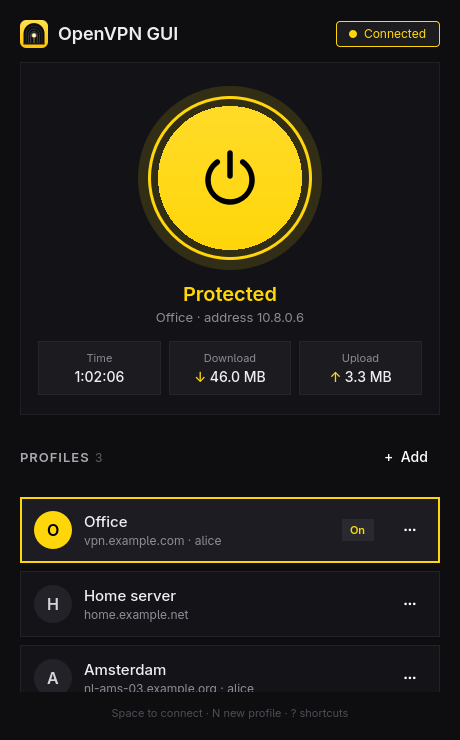 OpenVPN GUI
Connected
Protected
Office · address 10.8.0.6
Time
Download
Upload
1:02:06
↓ 46.0 MB
↑ 3.3 MB
PROFILES 3
+ Add
O
Office
vpn.example.com · alice
On
···
H
Home server
home.example.net
···
A
Amsterdam
nl-ams-03.example.org · alice
···
Space to connect · N new profile · ? shortcuts